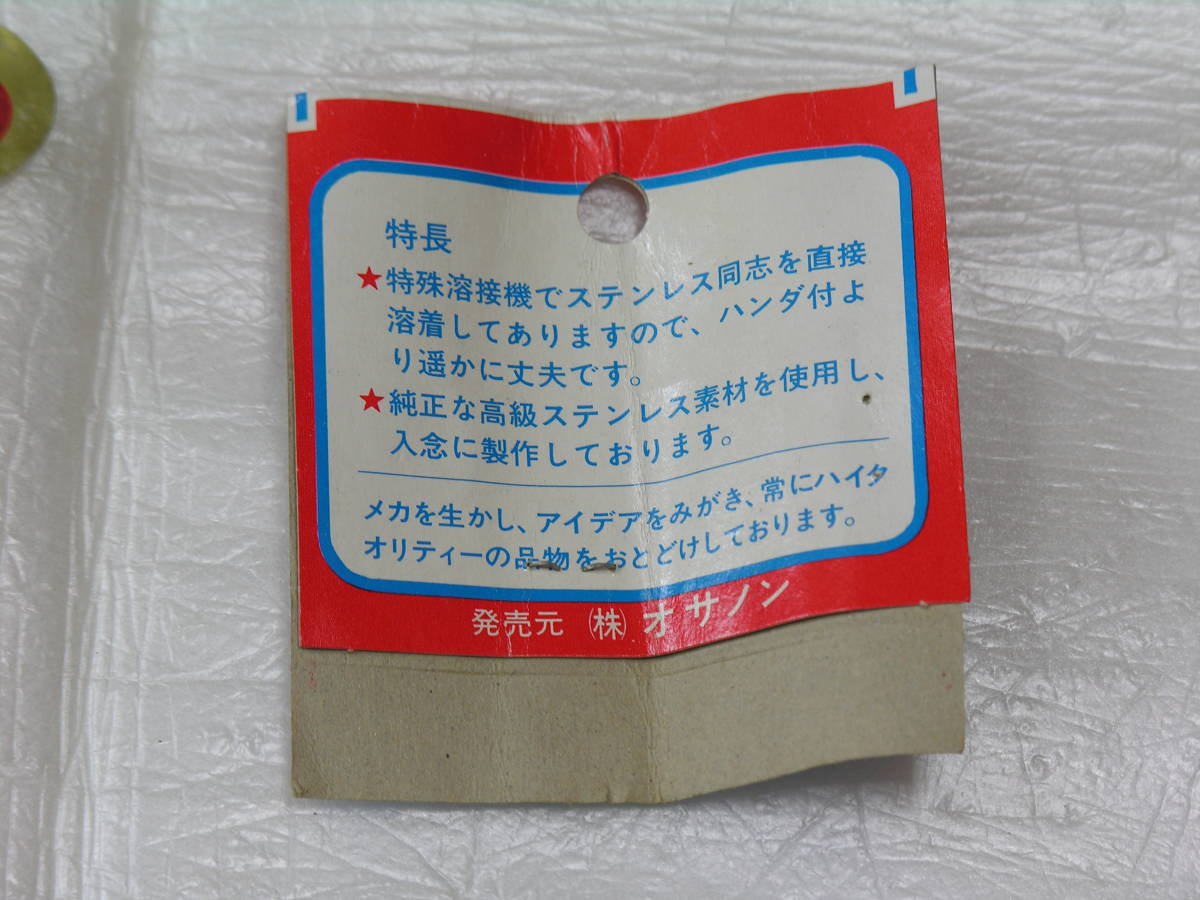 特長
★特殊溶接機でステンレス同志を直接
溶着してありますので、ハンダ付よ
り遥かに丈夫です。
★純正な高級ステンレス素材を使用し、
入念に製作しております。
メカを生かし、アイデアをみがき、常にハイク
オリティーの品物をおとどけしております。
発売元 (株)オサノン